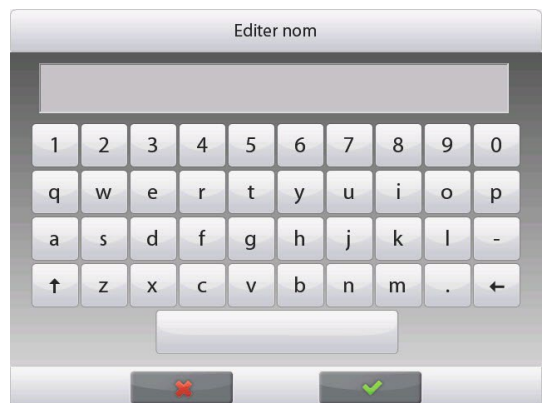 Editer nom
1 2 3 4 5 6 7 8 9 0
q w e r t y u i o p
a s d f g h j k l -
↑ z x c v b n m . ←